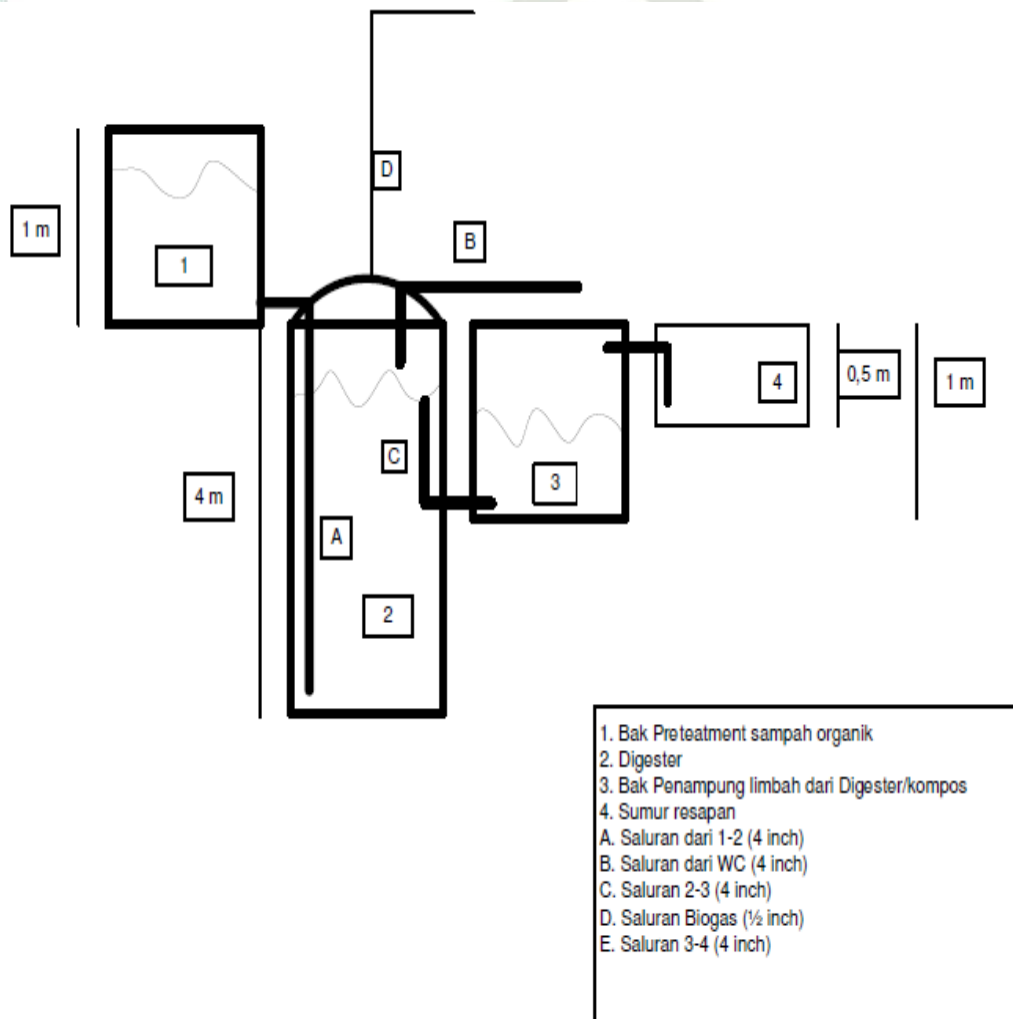 D
1 m
B
1
4
0,5 m
1 m
C
3
4 m
A
2
1. Bak Preteatment sampah organik
2. Digester
3. Bak Penampung limbah dari Digester/kompos
4. Sumur resapan
A. Saluran dari 1-2 (4 inch)
B. Saluran dari WC (4 inch)
C. Saluran 2-3 (4 inch)
D. Saluran Biogas (½ inch)
E. Saluran 3-4 (4 inch)